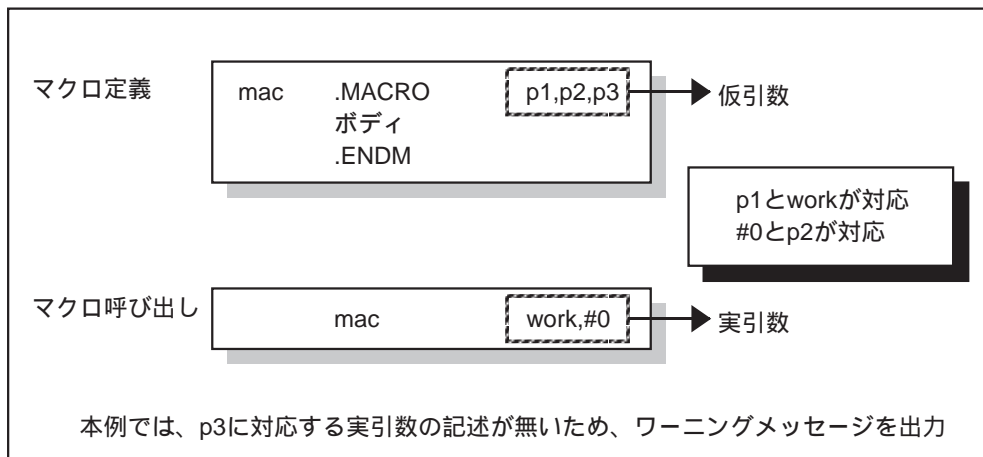 マクロ定義
mac .MACRO p1,p2,p3 仮引数
ボディ
.ENDM
p1とworkが対応
#0とp2が対応
マクロ呼び出し mac work,#0 実引数
本例では、p3に対応する実引数の記述が無いため、ワーニングメッセージを出力